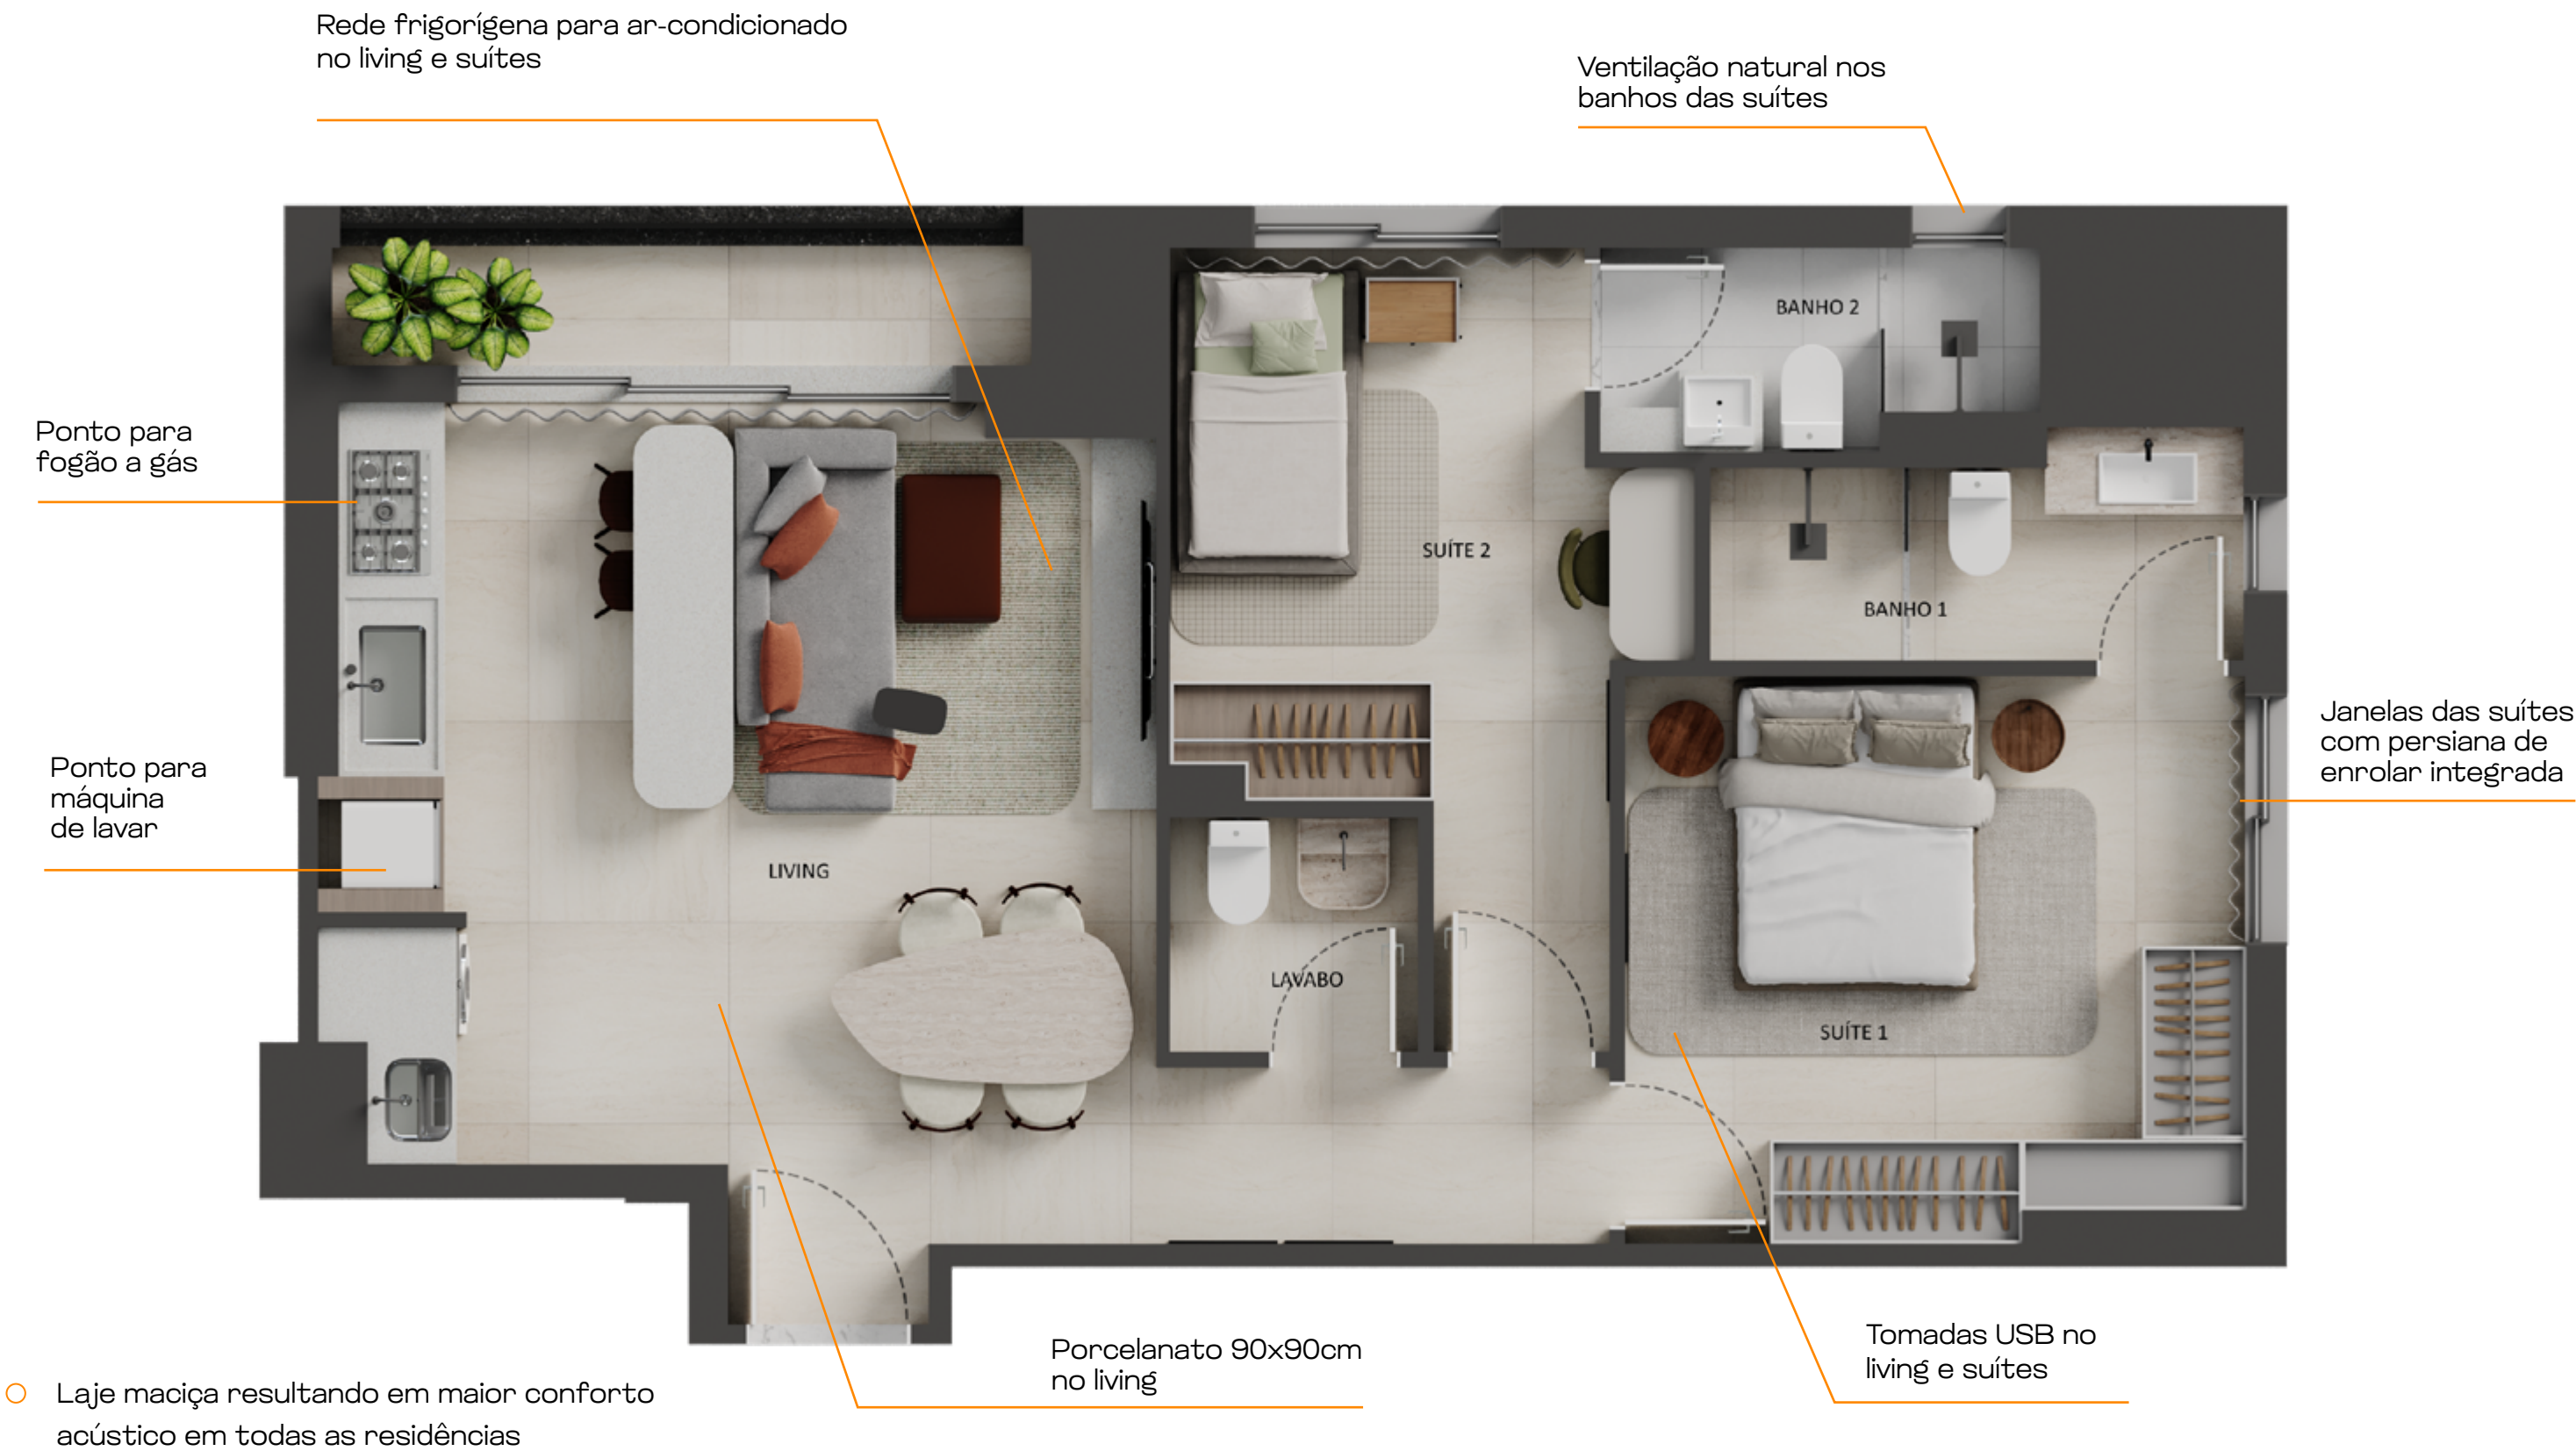 Rede frigorígena para ar-condicionado
no living e suítes
Ventilação natural nos
banhos das suítes
BANHO 2
Ponto para
fogão a gás
SUÍTE 2
BANHO 1
Janelas das suítes
com persiana de
enrolar integrada
Ponto para
máquina
de lavar
LIVING
LAVABO
SUÍTE 1
Porcelanato 90x90cm
no living
Tomadas USB no
living e suítes
Laje maciça resultando em maior conforto
acústico em todas as residências